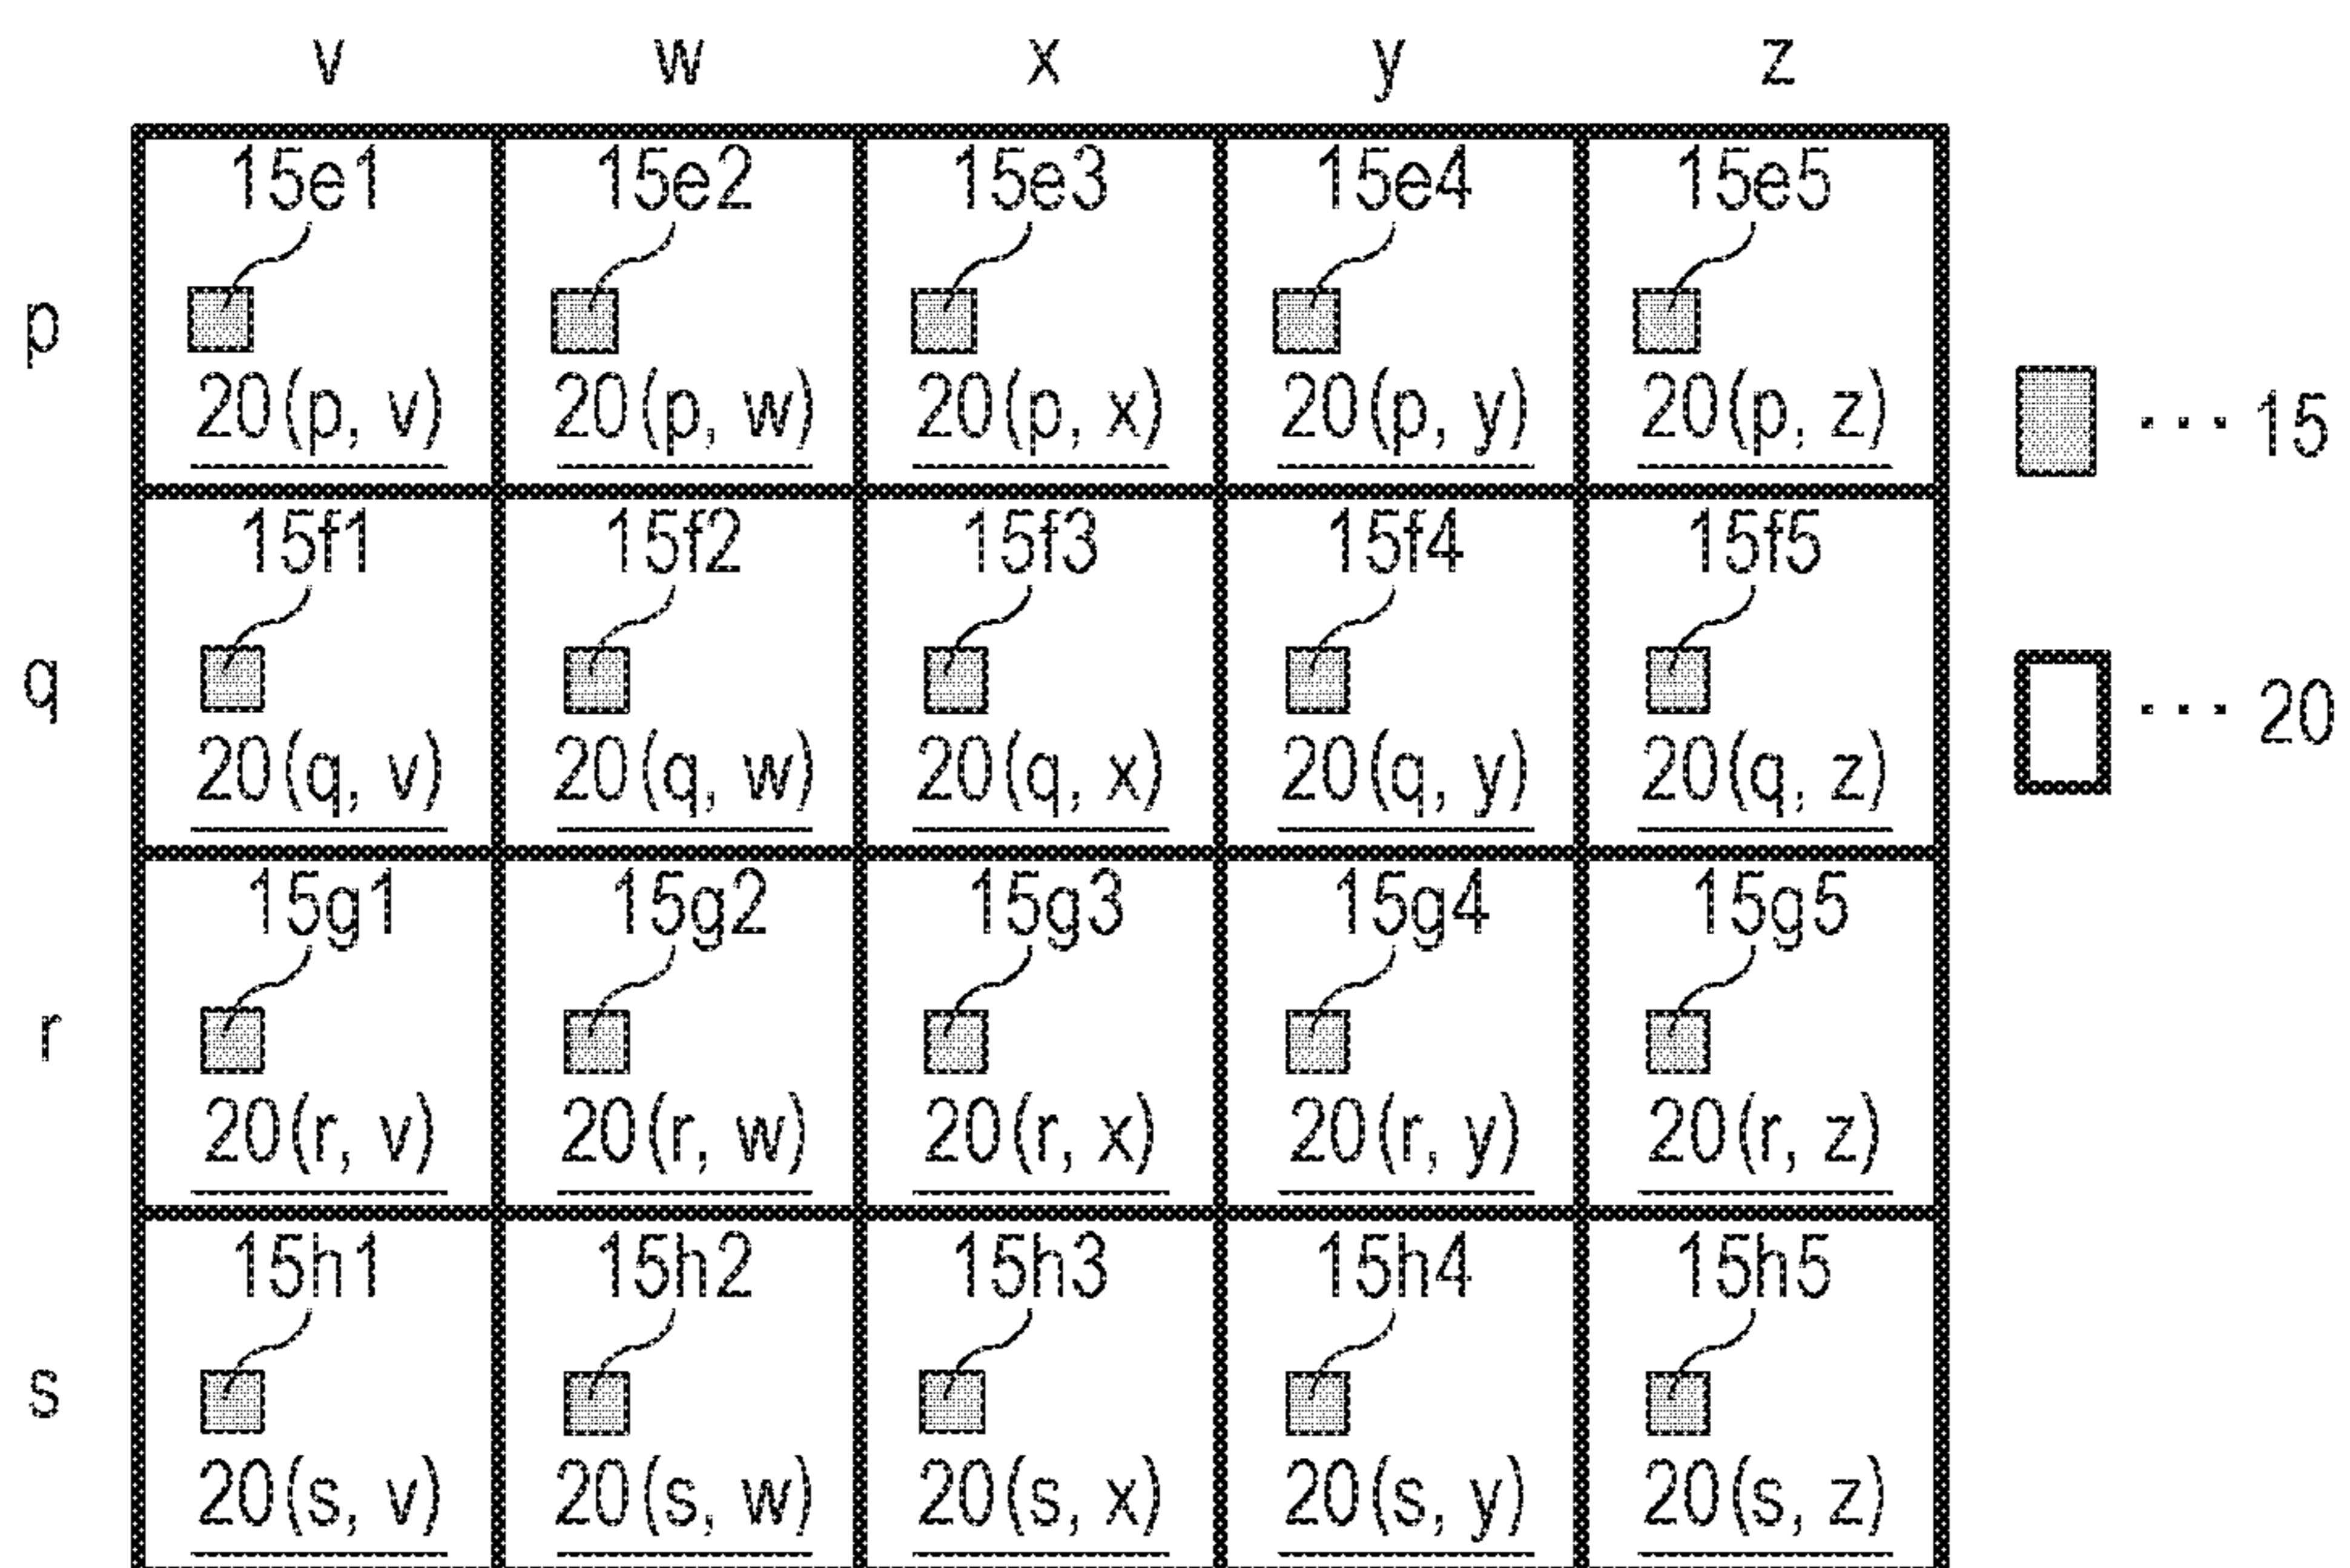 v w x y z
15e1 15e2 15e3 15e4 15e5
p
20(p, v) 20(p, w) 20(p, x) 20(p, y) 20(p, z)
··· 15
15f1 15f2 15f3 15f4 15f5
q
20(q, v) 20(q, w) 20(q, x) 20(q, y) 20(q, z)
··· 20
15g1 15g2 15g3 15g4 15g5
r
20(r, v) 20(r, w) 20(r, x) 20(r, y) 20(r, z)
15h1 15h2 15h3 15h4 15h5
s
20(s, v) 20(s, w) 20(s, x) 20(s, y) 20(s, z)